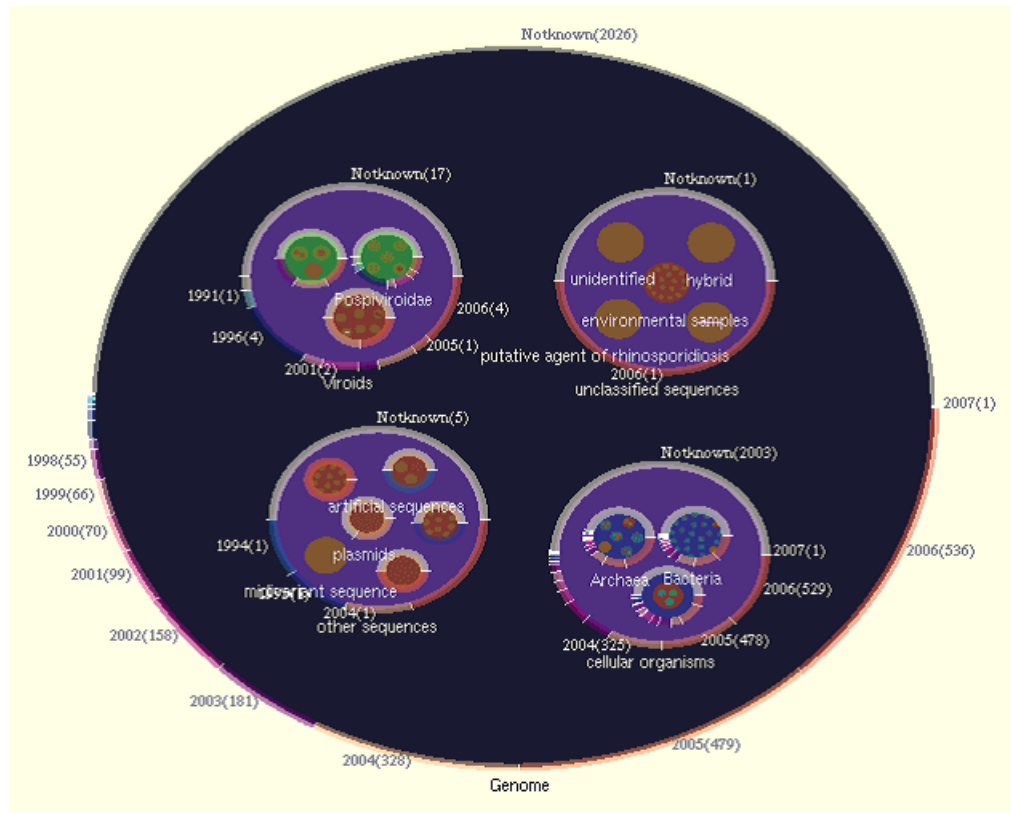 Notknown(2026)
Notknown(17)
Notknown(1)
unidentified
hybrid
1991(1)
Pospiviroidae
2006(4)
environmental samples
1996(4)
2005(1)
putative agent of rhinosporidiosis
2001(2)
2006(1)
Viroids
unclassified sequences
2007(1)
Notknown(5)
Notknown(2003)
1998(55)
1999(66)
artificial sequences
2000(70)
1994(1)
plasmids
2007(1)
2006(536)
2001(99)
Archaea
Bacteria
2006(529)
sequence
2004(1)
other sequences
2002(158)
2004(325)
2005(478)
cellular organisms
2003(181)
2005(479)
2004(328)
Genome